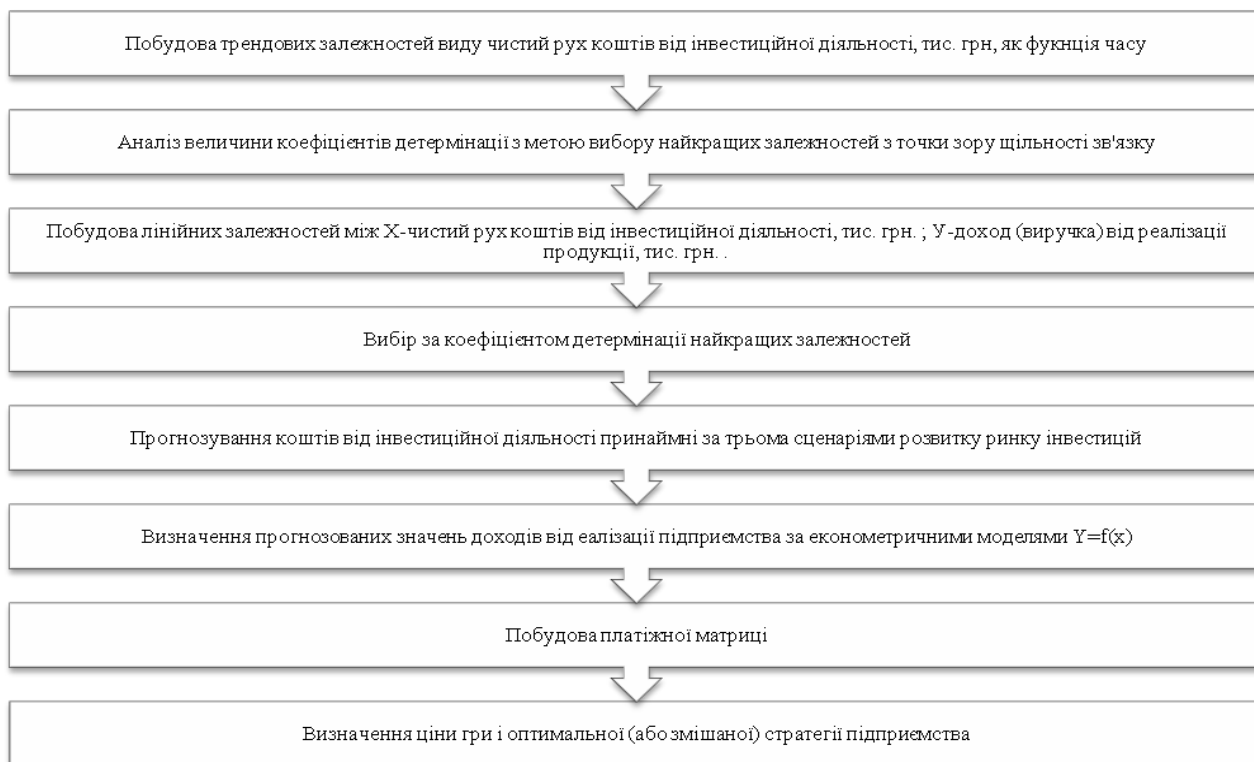 Побудова трендових залежностей виду чистий рух коштів від інвестиційної діяльності, тис. грн, як фукнція часу
Аналіз величини коефіцієнтів детермінації з метою вибору найкращих залежностей з точки зору щільності зв'язку
Побудова лінійних залежностей між X-чистий рух коштів від інвестиційної діяльності, тис. грн. ; У-доход (виручка) від реалізації
продукції, тис. грн. .
Вибір за коефіцієнтом детермінації найкращих залежностей
Прогнозування коштів від інвестиційної діяльності принаймні за трьома сценаріями розвитку ринку інвестицій
Визначення прогнозованих значень доходів від еалізації підприємства за економетричними моделями Y=f(x)
Побудова платіжної матриці
Визначення ціни гри і оптимальної (або змішаної) стратегії підприємства